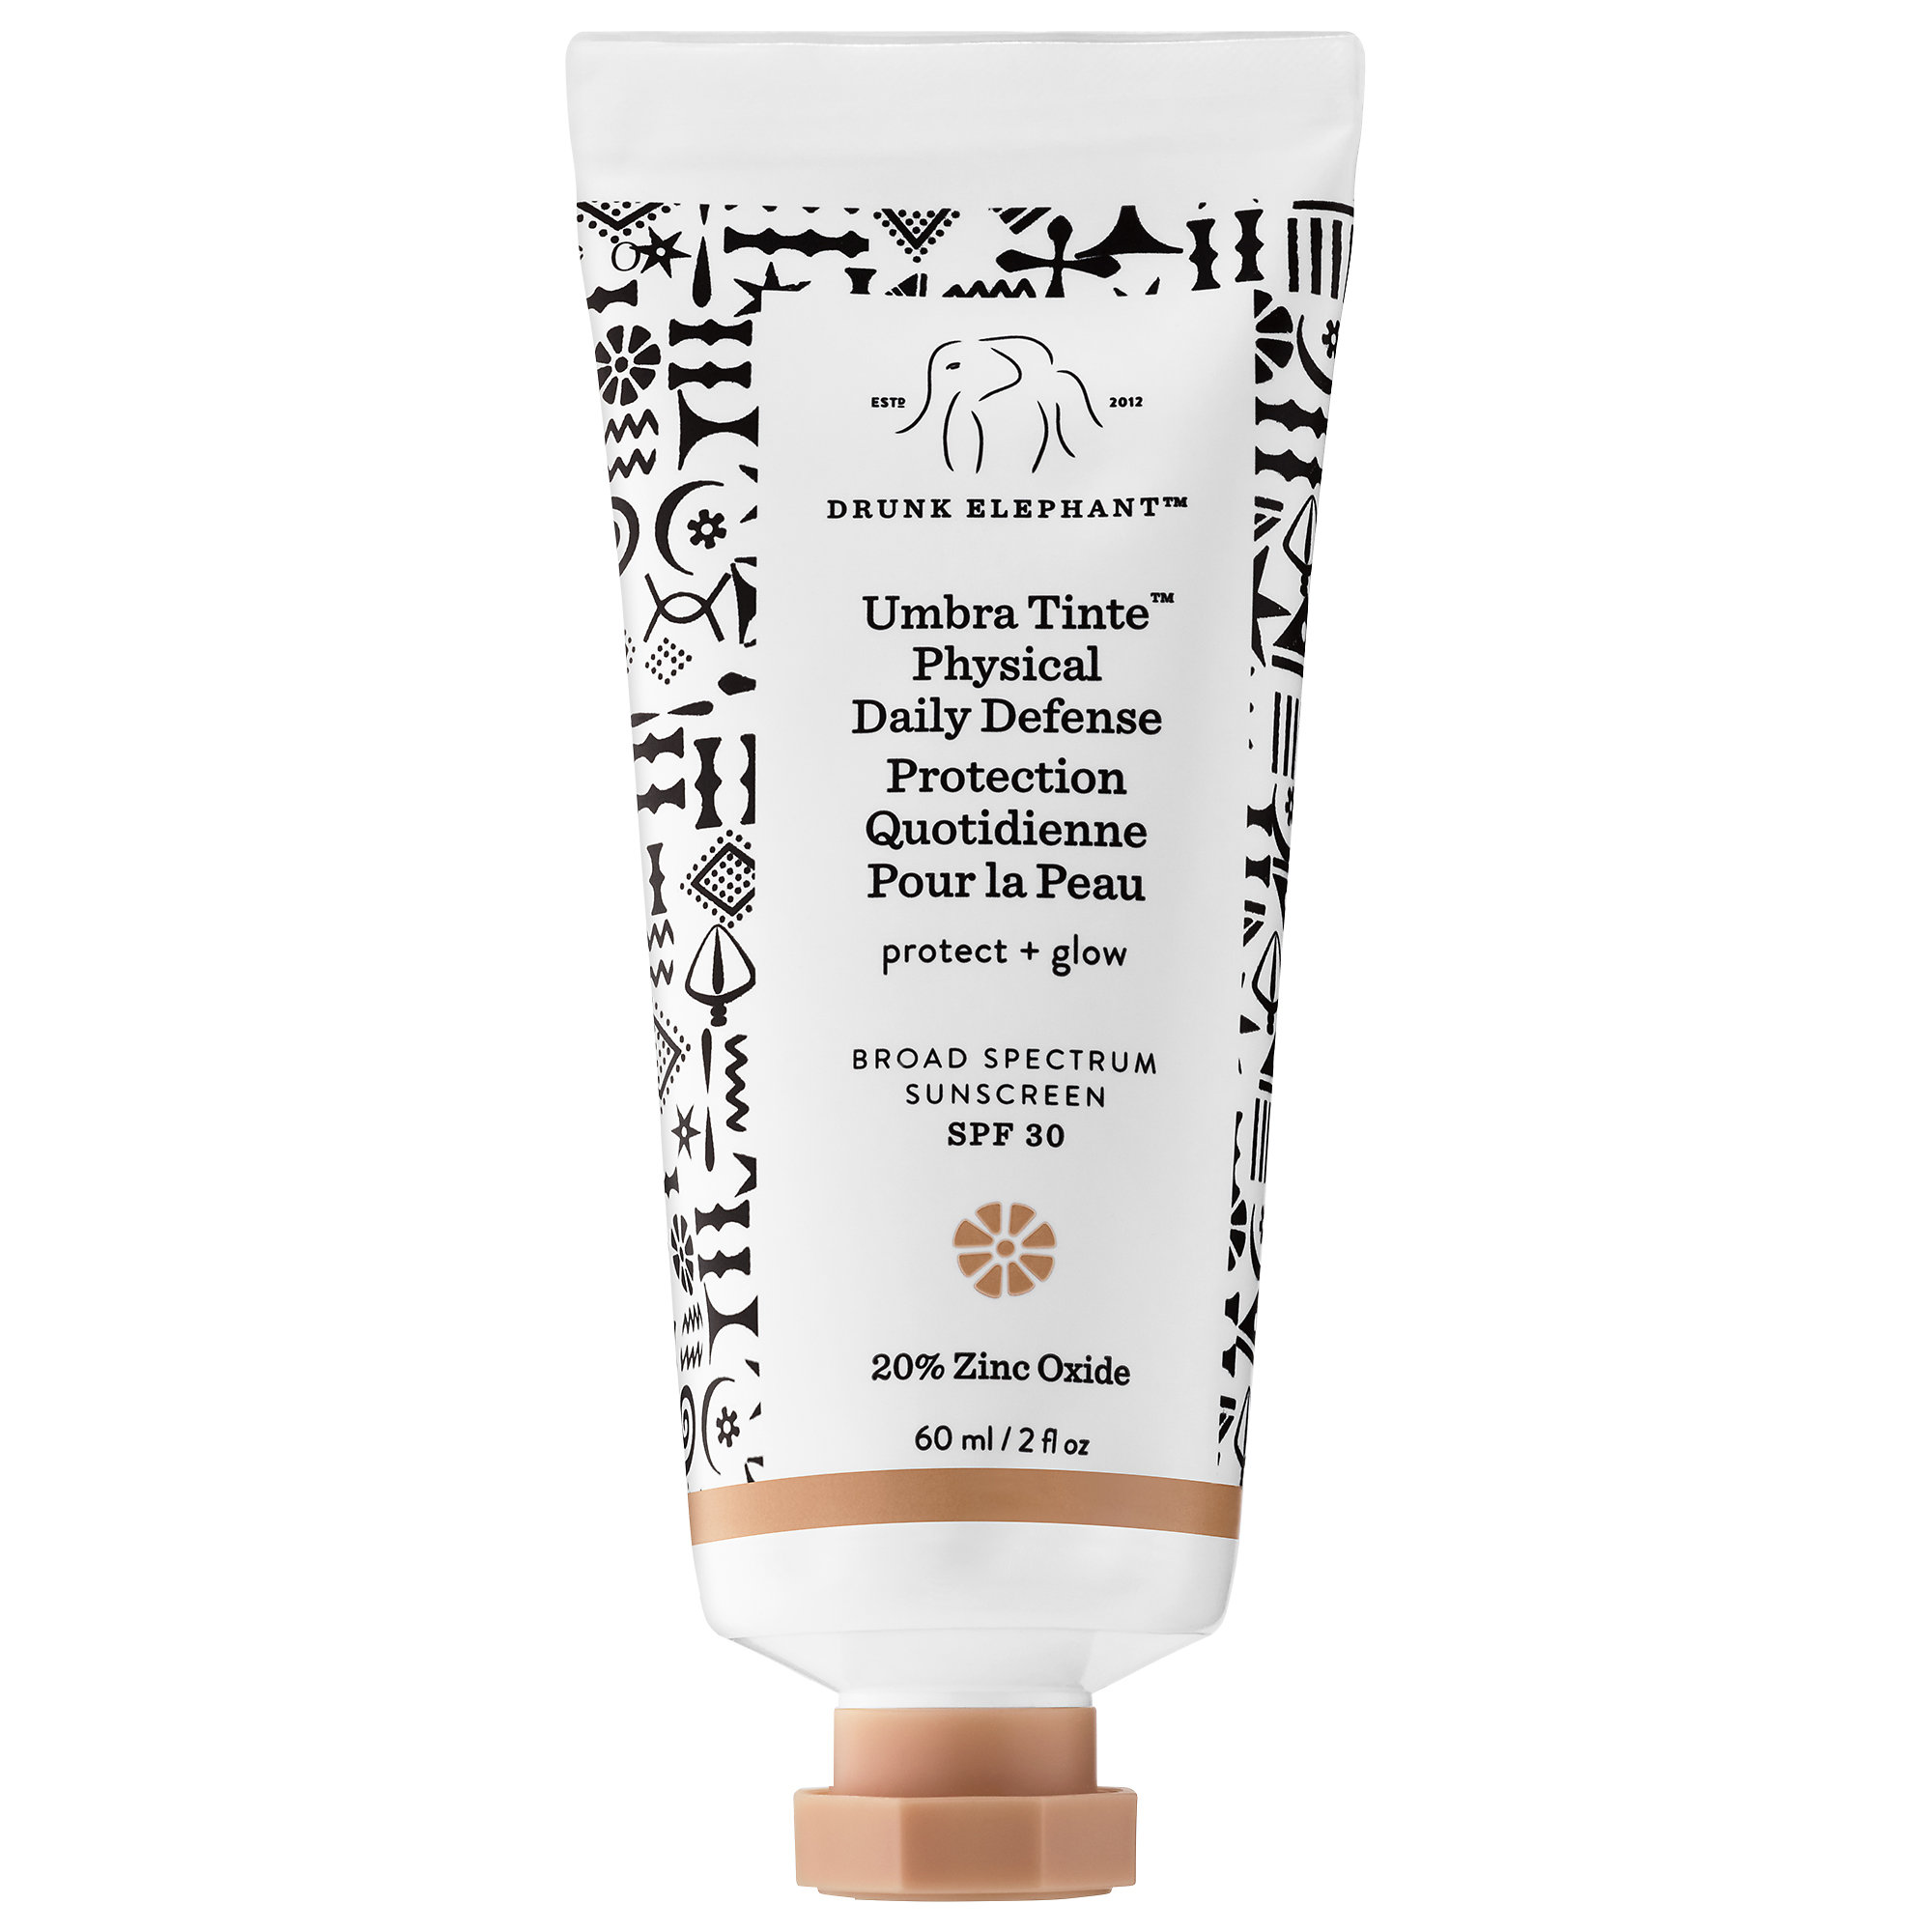 ESTD 2012
DRUNK ELEPHANT™
Umbra Tinte™
Physical
Daily Defense
Protection
Quotidienne
Pour la Peau
protect + glow
BROAD SPECTRUM
SUNSCREEN
SPF 30
20% Zinc Oxide
60 ml / 2 fl oz